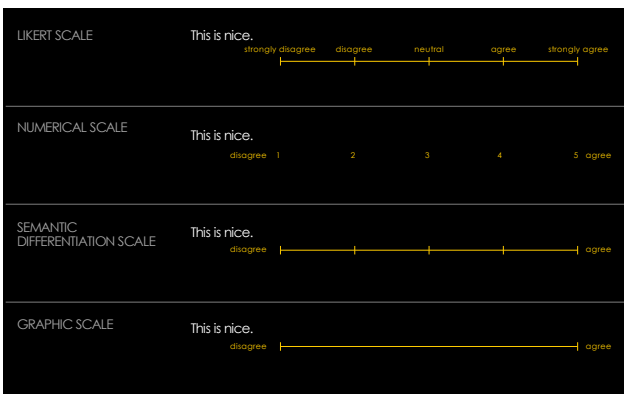 LIKERT SCALE
This is nice.
strongly disagree disagree neutral agree strongly agree
NUMERICAL SCALE
This is nice.
disagree 1 2 3 4 5 agree
SEMANTIC
DIFFERENTIATION SCALE
This is nice.
disagree agree
GRAPHIC SCALE
This is nice.
disagree agree